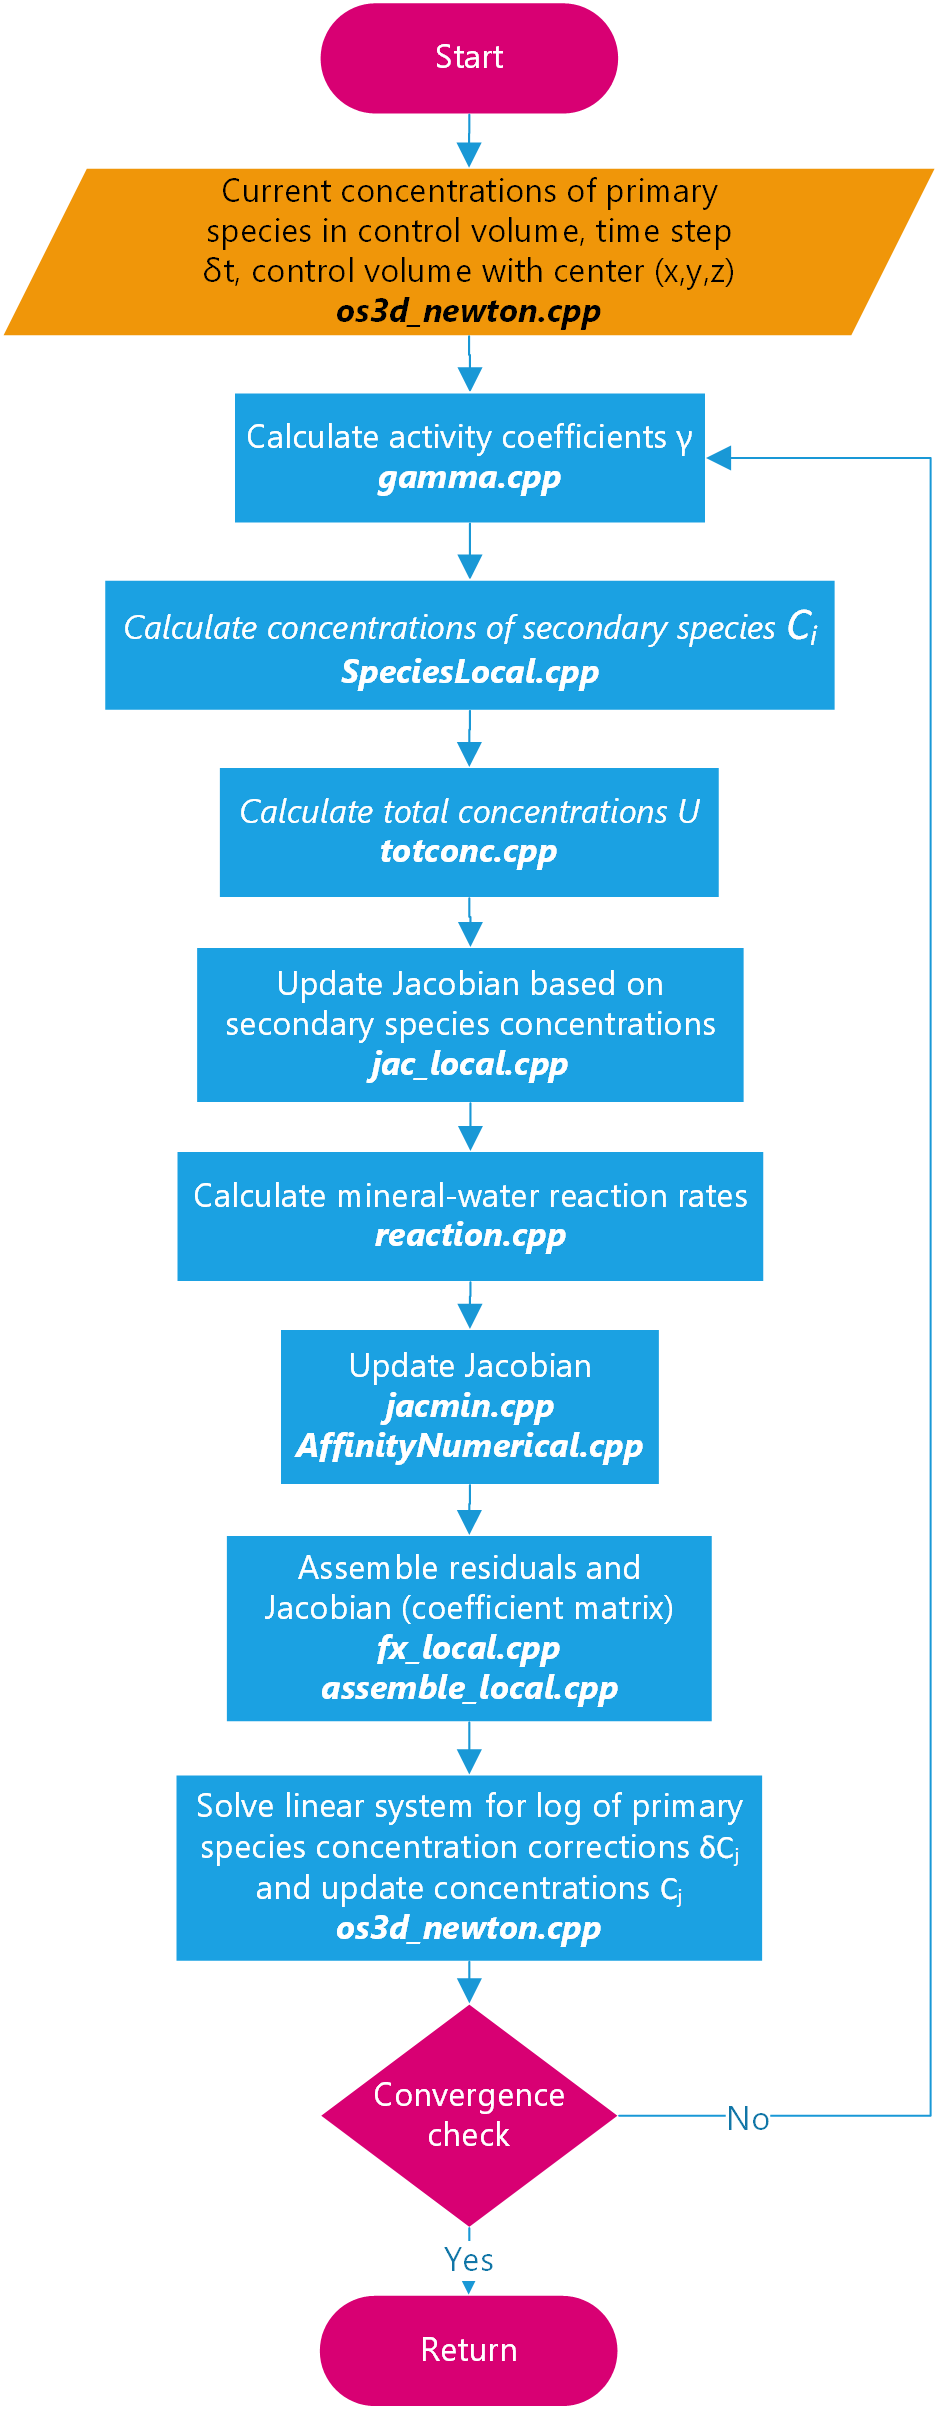 Start
Current concentrations of primary
species in control volume, time step
δt, control volume with center (x,y,z)
os3d_newton.cpp
Calculate activity coefficients γ
gamma.cpp
Calculate concentrations of secondary species Ci
SpeciesLocal.cpp
Calculate total concentrations U
totconc.cpp
Update Jacobian based on
secondary species concentrations
jac_local.cpp
Calculate mineral-water reaction rates
reaction.cpp
Update Jacobian
jacmin.cpp
AffinityNumerical.cpp
Assemble residuals and
Jacobian (coefficient matrix)
fx_local.cpp
assemble_local.cpp
Solve linear system for log of primary
species concentration corrections δCj
and update concentrations Cj
os3d_newton.cpp
Convergence
check
No
Yes
Return